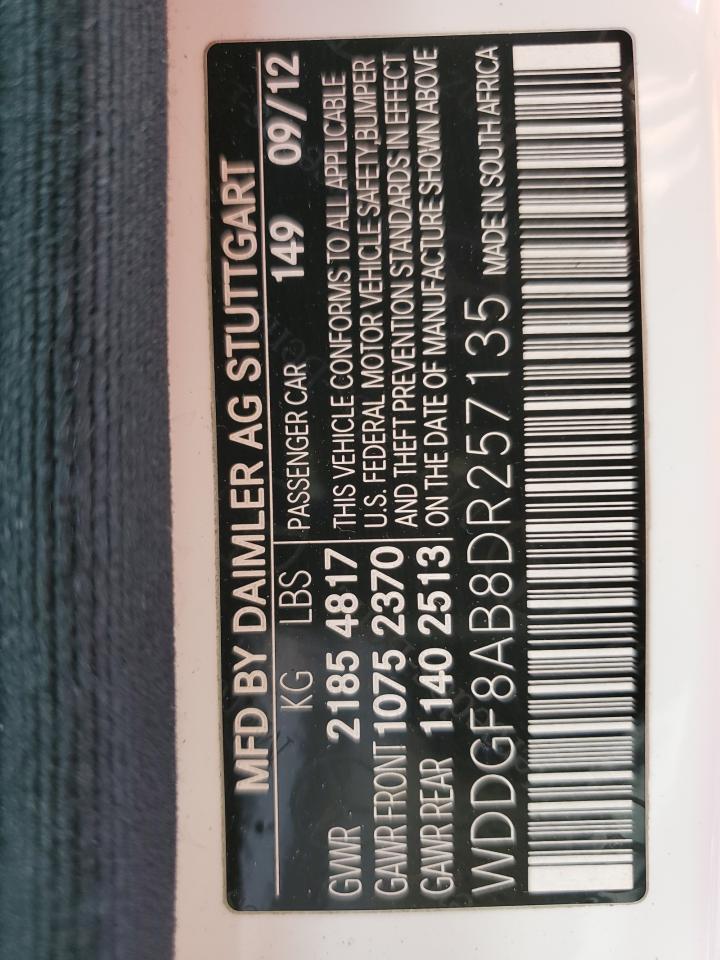 MFD BY DAIMLER AG STUTTGART
KG LBS PASSENGER CAR 149 09/12
GWR 2185 4817 THIS VEHICLE CONFORMS TO ALL APPLICABLE
GAWR FRONT 1075 2370 U.S. FEDERAL MOTOR VEHICLE SAFETY, BUMPER
GAWR REAR 1140 2513 AND THEFT PREVENTION STANDARDS IN EFFECT
ON THE DATE OF MANUFACTURE SHOWN ABOVE
WDDGF8AB8DR257135 MADE IN SOUTH AFRICA